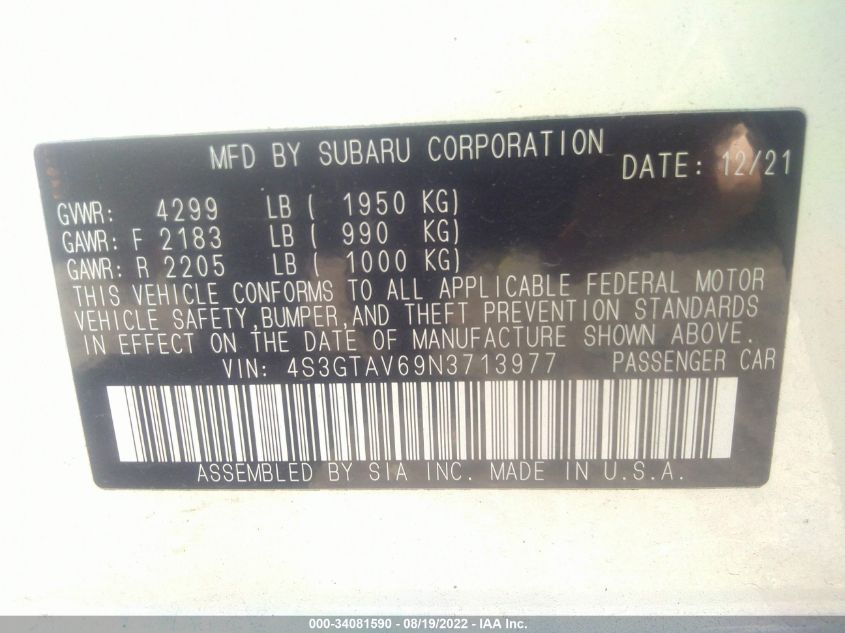 MFD BY SUBARU CORPORATION DATE: 12/21
GVWR: 4299 LB ( 1950 KG)
GAWR: F 2183 LB ( 990 KG)
GAWR: R 2205 LB ( 1000 KG)
THIS VEHICLE CONFORMS TO ALL APPLICABLE FEDERAL MOTOR
VEHICLE SAFETY,BUMPER,AND THEFT PREVENTION STANDARDS
IN EFFECT ON THE DATE OF MANUFACTURE SHOWN ABOVE.
VIN: 4S3GTAV69N3713977 PASSENGER CAR
ASSEMBLED BY SIA INC. MADE IN U.S.A.
000-34081590 - 08/19/2022 - IAA Inc.